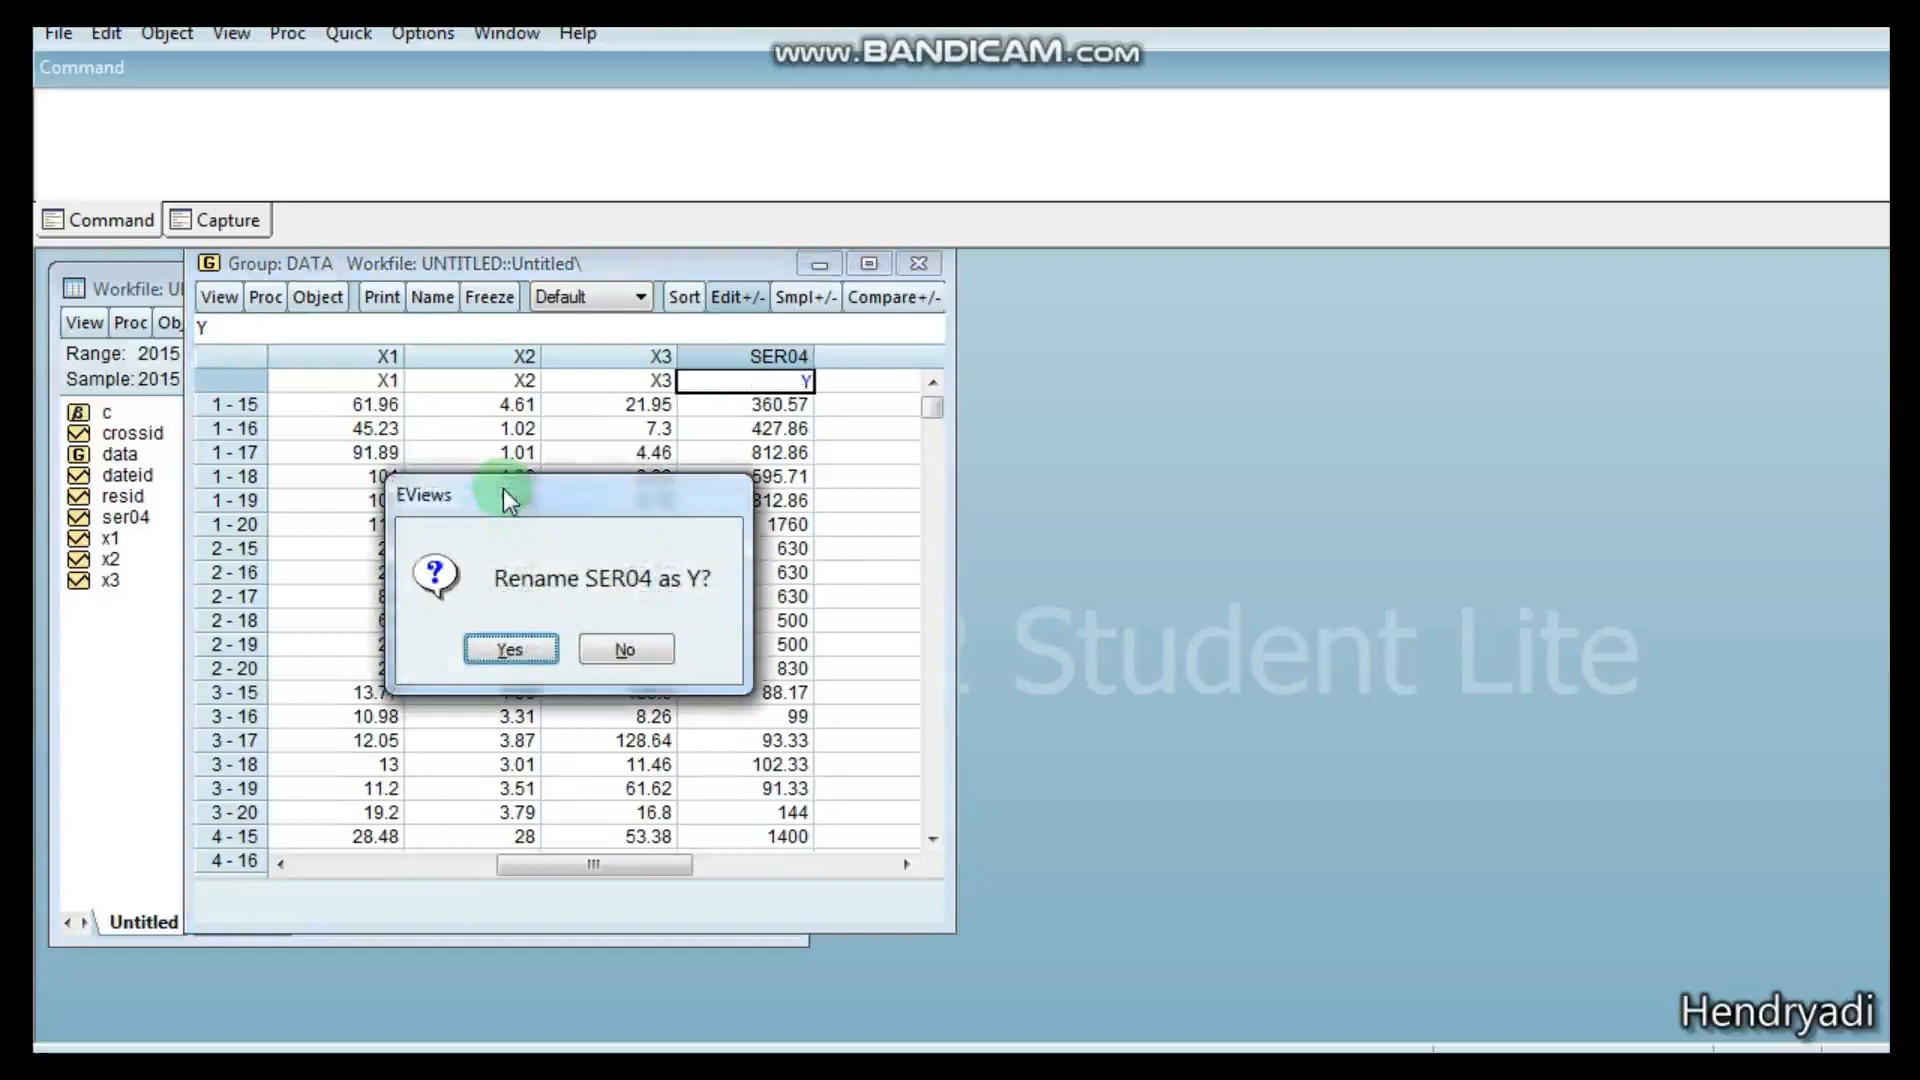 File Edit Object View Proc Quick Options Window Help
www.BANDICAM.com
Command
Command Capture
Group: DATA Workfile: UNTITLED::Untitled\
Workfile: U
View Proc Object Print Name Freeze Default Sort Edit+/- Smpl+/- Compare+/-
View Proc Ob
Y
Range: 2015
Sample: 2015
c
crossid
data
dateid
resid
ser04
x1
x2
x3
Untitled
X1 X2 X3 SER04
X1 X2 X3 Y
1 - 15 61.96 4.61 21.95 360.57
1 - 16 45.23 1.02 7.3 427.86
1 - 17 91.89 1.01 4.46 812.86
1 - 18 595.71
1 - 19 812.86
1 - 20 1760
2 - 15 630
2 - 16 630
2 - 17 630
2 - 18 500
2 - 19 500
2 - 20 830
3 - 15 88.17
3 - 16 10.98 3.31 8.26 99
3 - 17 12.05 3.87 128.64 93.33
3 - 18 13 3.01 11.46 102.33
3 - 19 11.2 3.51 61.62 91.33
3 - 20 19.2 3.79 16.8 144
4 - 15 28.48 28 53.38 1400
4 - 16
EViews
Rename SER04 as Y?
Yes No
Student Lite
Hendryadi